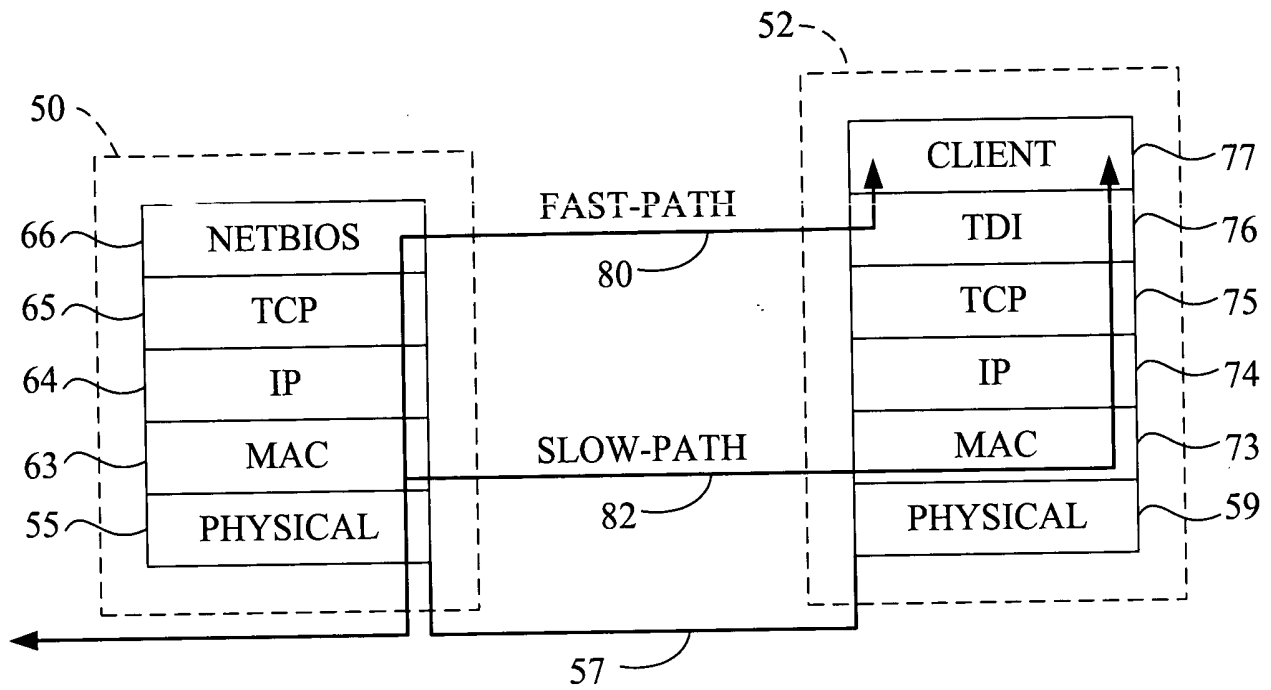 52
50
CLIENT
77
FAST-PATH
66
NETBIOS
80
TDI
76
65
TCP
TCP
75
64
IP
IP
74
SLOW-PATH
63
MAC
82
MAC
73
55
PHYSICAL
PHYSICAL
59
57